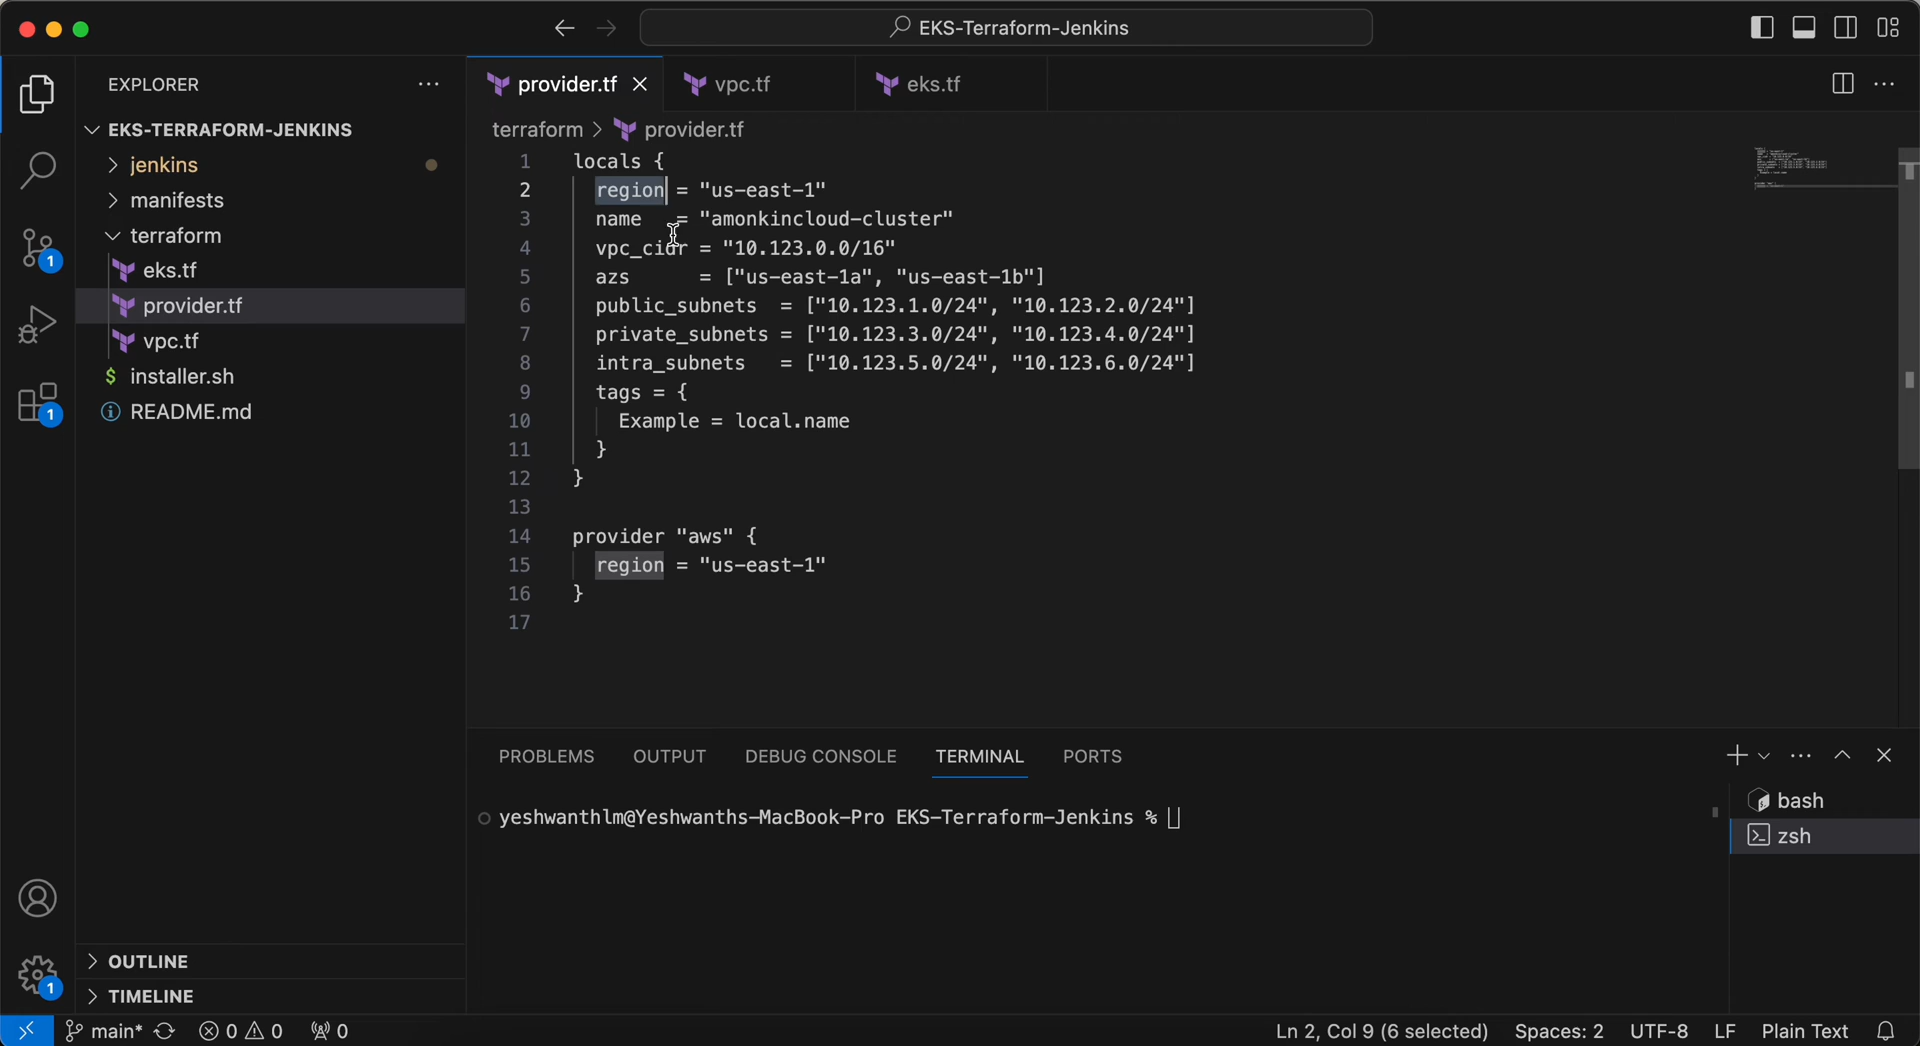 EKS-Terraform-Jenkins
EXPLORER
EKS-TERRAFORM-JENKINS
jenkins
manifests
terraform
eks.tf
provider.tf
vpc.tf
$ installer.sh
README.md
OUTLINE
TIMELINE
1
1
1
provider.tf
vpc.tf
eks.tf
terraform > provider.tf
1 locals {
2 region = "us-east-1"
3 name = "amonkincloud-cluster"
4 vpc_cidr = "10.123.0.0/16"
5 azs = ["us-east-1a", "us-east-1b"]
6 public_subnets = ["10.123.1.0/24", "10.123.2.0/24"]
7 private_subnets = ["10.123.3.0/24", "10.123.4.0/24"]
8 intra_subnets = ["10.123.5.0/24", "10.123.6.0/24"]
9 tags = {
10 Example = local.name
11 }
12 }
13
14 provider "aws" {
15 region = "us-east-1"
16 }
17
PROBLEMS OUTPUT DEBUG CONSOLE TERMINAL PORTS
yeshwanthlm@Yeshwanths-MacBook-Pro EKS-Terraform-Jenkins %
bash
zsh
main* 0 0 0 Ln 2, Col 9 (6 selected) Spaces: 2 UTF-8 LF Plain Text